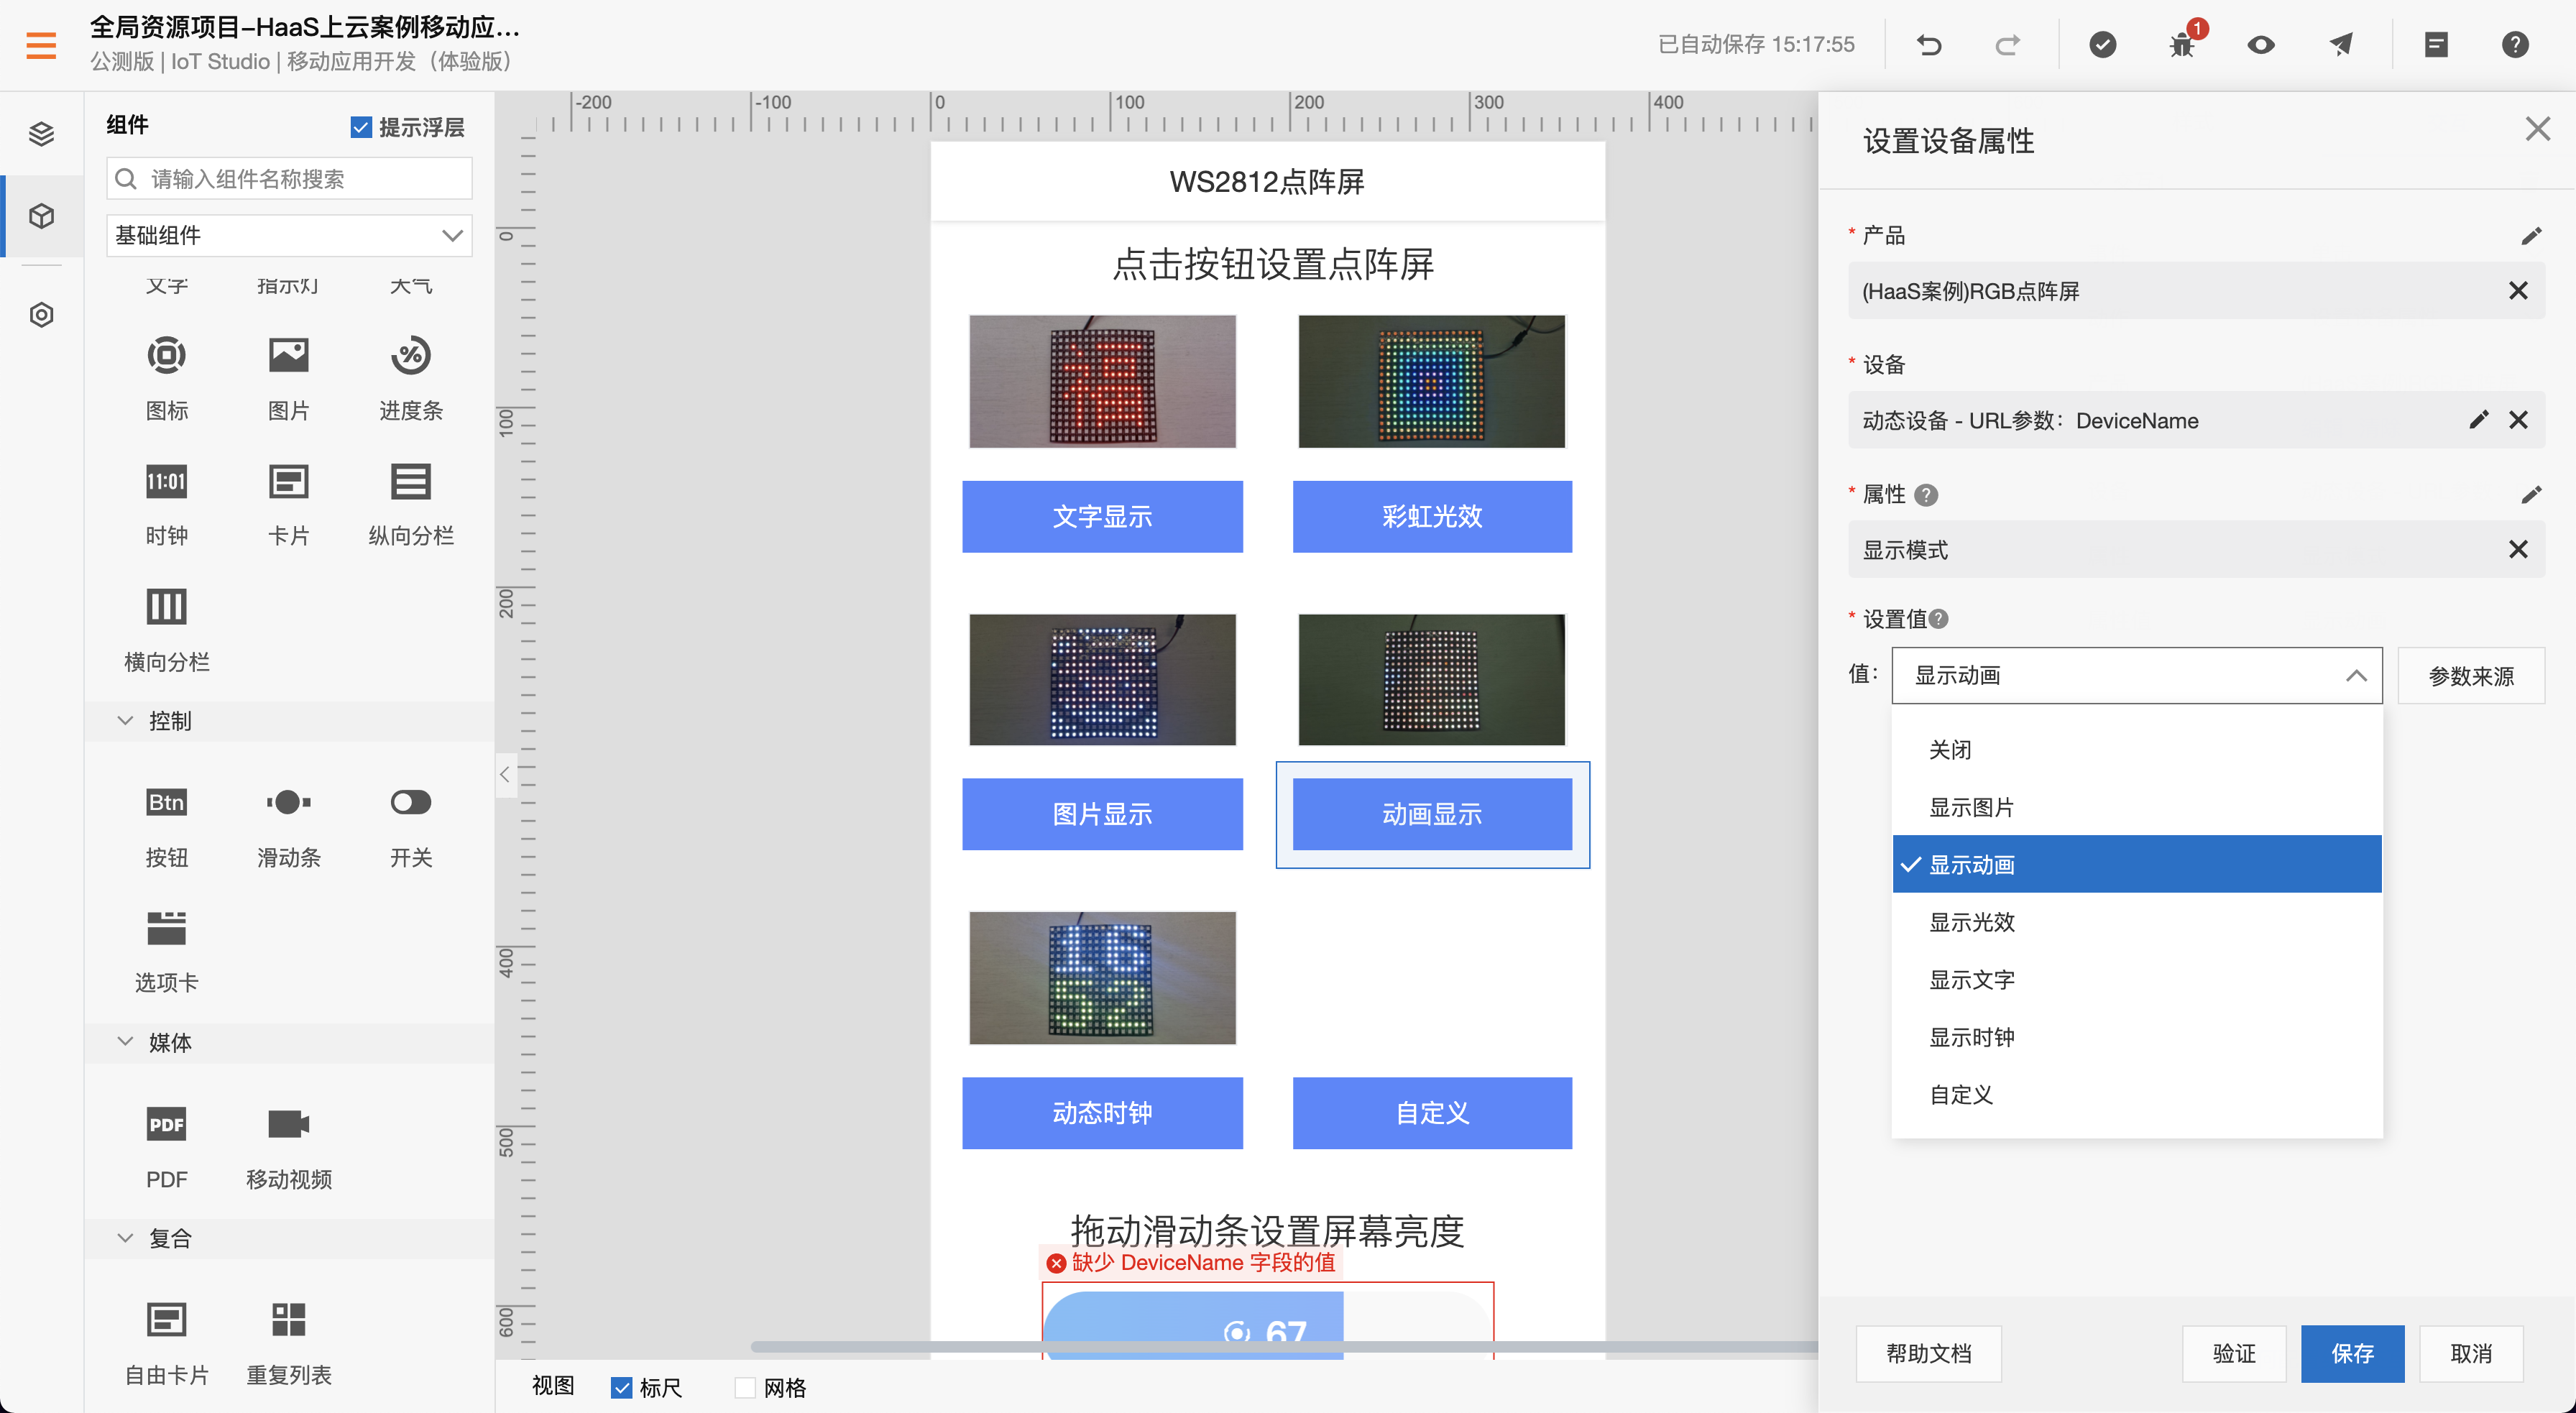 全局资源项目-HaaS上云案例移动应...
公测版 | IoT Studio | 移动应用开发（体验版）
已自动保存 15:17:55
1
组件
提示浮层
请输入组件名称搜索
基础组件
文字 指示灯 天气
图标 图片 进度条
11:01
时钟 卡片 纵向分栏
横向分栏
控制
Btn
按钮 滑动条 开关
选项卡
媒体
PDF
PDF 移动视频
复合
自由卡片 重复列表
-200 -100 0 100 200 300 400
0
100
200
400
500
600
WS2812点阵屏
点击按钮设置点阵屏
福
文字显示 彩虹光效
图片显示 动画显示
16
52
动态时钟 自定义
拖动滑动条设置屏幕亮度
缺少 DeviceName 字段的值
67
视图 标尺 网格
设置设备属性
* 产品
(HaaS案例)RGB点阵屏
* 设备
动态设备 - URL参数：DeviceName
* 属性
显示模式
* 设置值
值： 显示动画 参数来源
关闭
显示图片
显示动画
显示光效
显示文字
显示时钟
自定义
帮助文档 验证 保存 取消